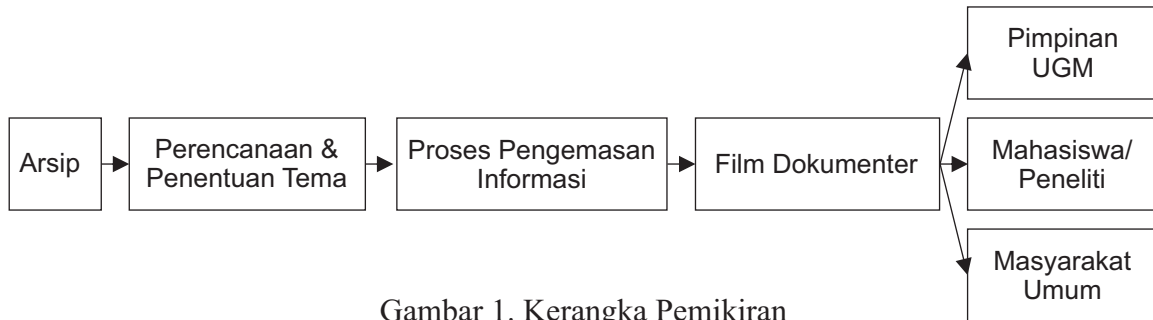 Arsip
Perencanaan &
Penentuan Tema
Proses Pengemasan
Informasi
Film Dokumenter
Pimpinan
UGM
Mahasiswa/
Peneliti
Masyarakat
Umum
Gambar 1. Kerangka Pemikiran